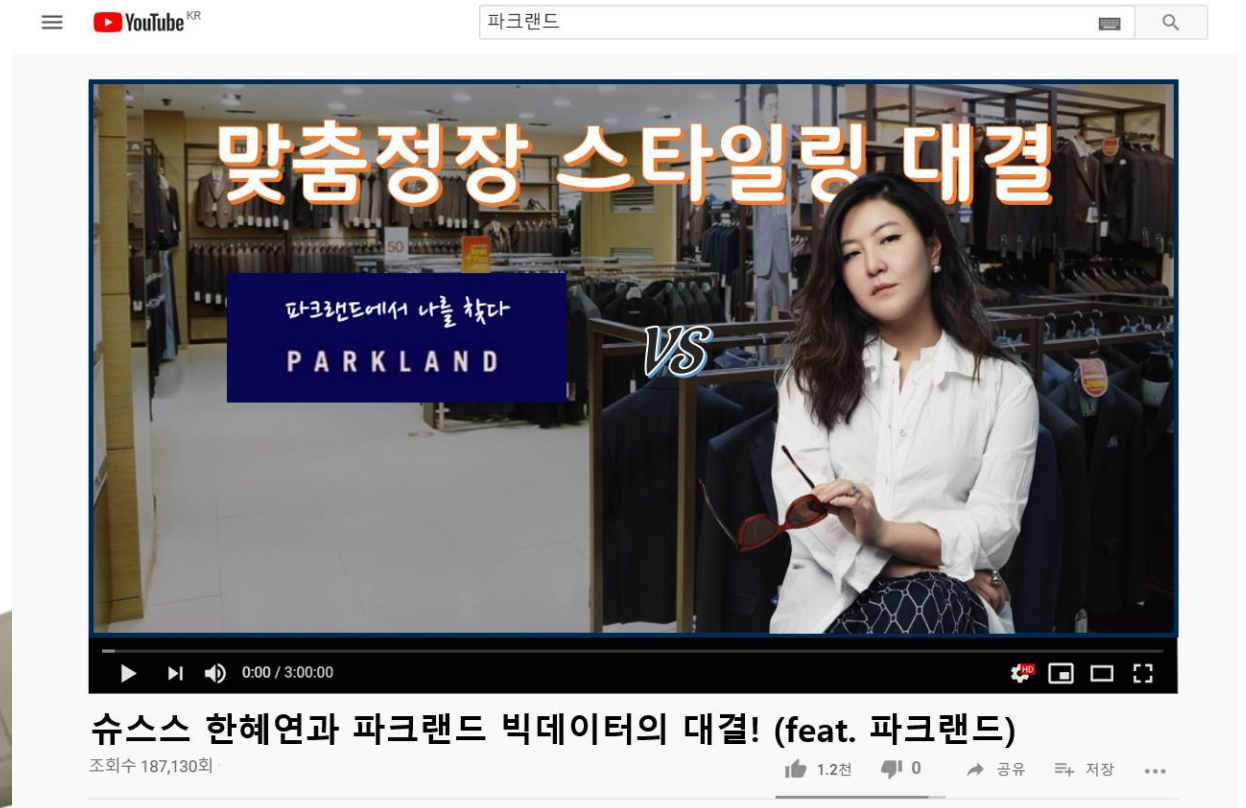 YouTube KR
파크랜드
맞춤정장 스타일링 대결
50
파크랜드에서 나를 찾다
PARKLAND
VS
0:00 / 3:00:00
HD
슈스스 한혜연과 파크랜드 빅데이터의 대결! (feat. 파크랜드)
조회수 187,130회
1.2천 0 공유 저장